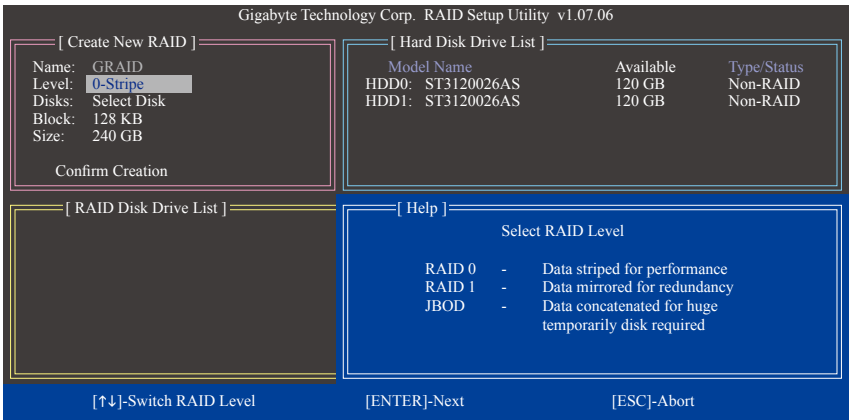 Gigabyte Technology Corp. RAID Setup Utility v1.07.06
[ Create New RAID ]
Name: GRAID
Level: 0-Stripe
Disks: Select Disk
Block: 128 KB
Size: 240 GB
Confirm Creation
[ Hard Disk Drive List ]
Model Name Available Type/Status
HDD0: ST3120026AS 120 GB Non-RAID
HDD1: ST3120026AS 120 GB Non-RAID
[ RAID Disk Drive List ]
[ Help ]
Select RAID Level
RAID 0 - Data striped for performance
RAID 1 - Data mirrored for redundancy
JBOD - Data concatenated for huge
temporarily disk required
[↑↓]-Switch RAID Level [ENTER]-Next [ESC]-Abort